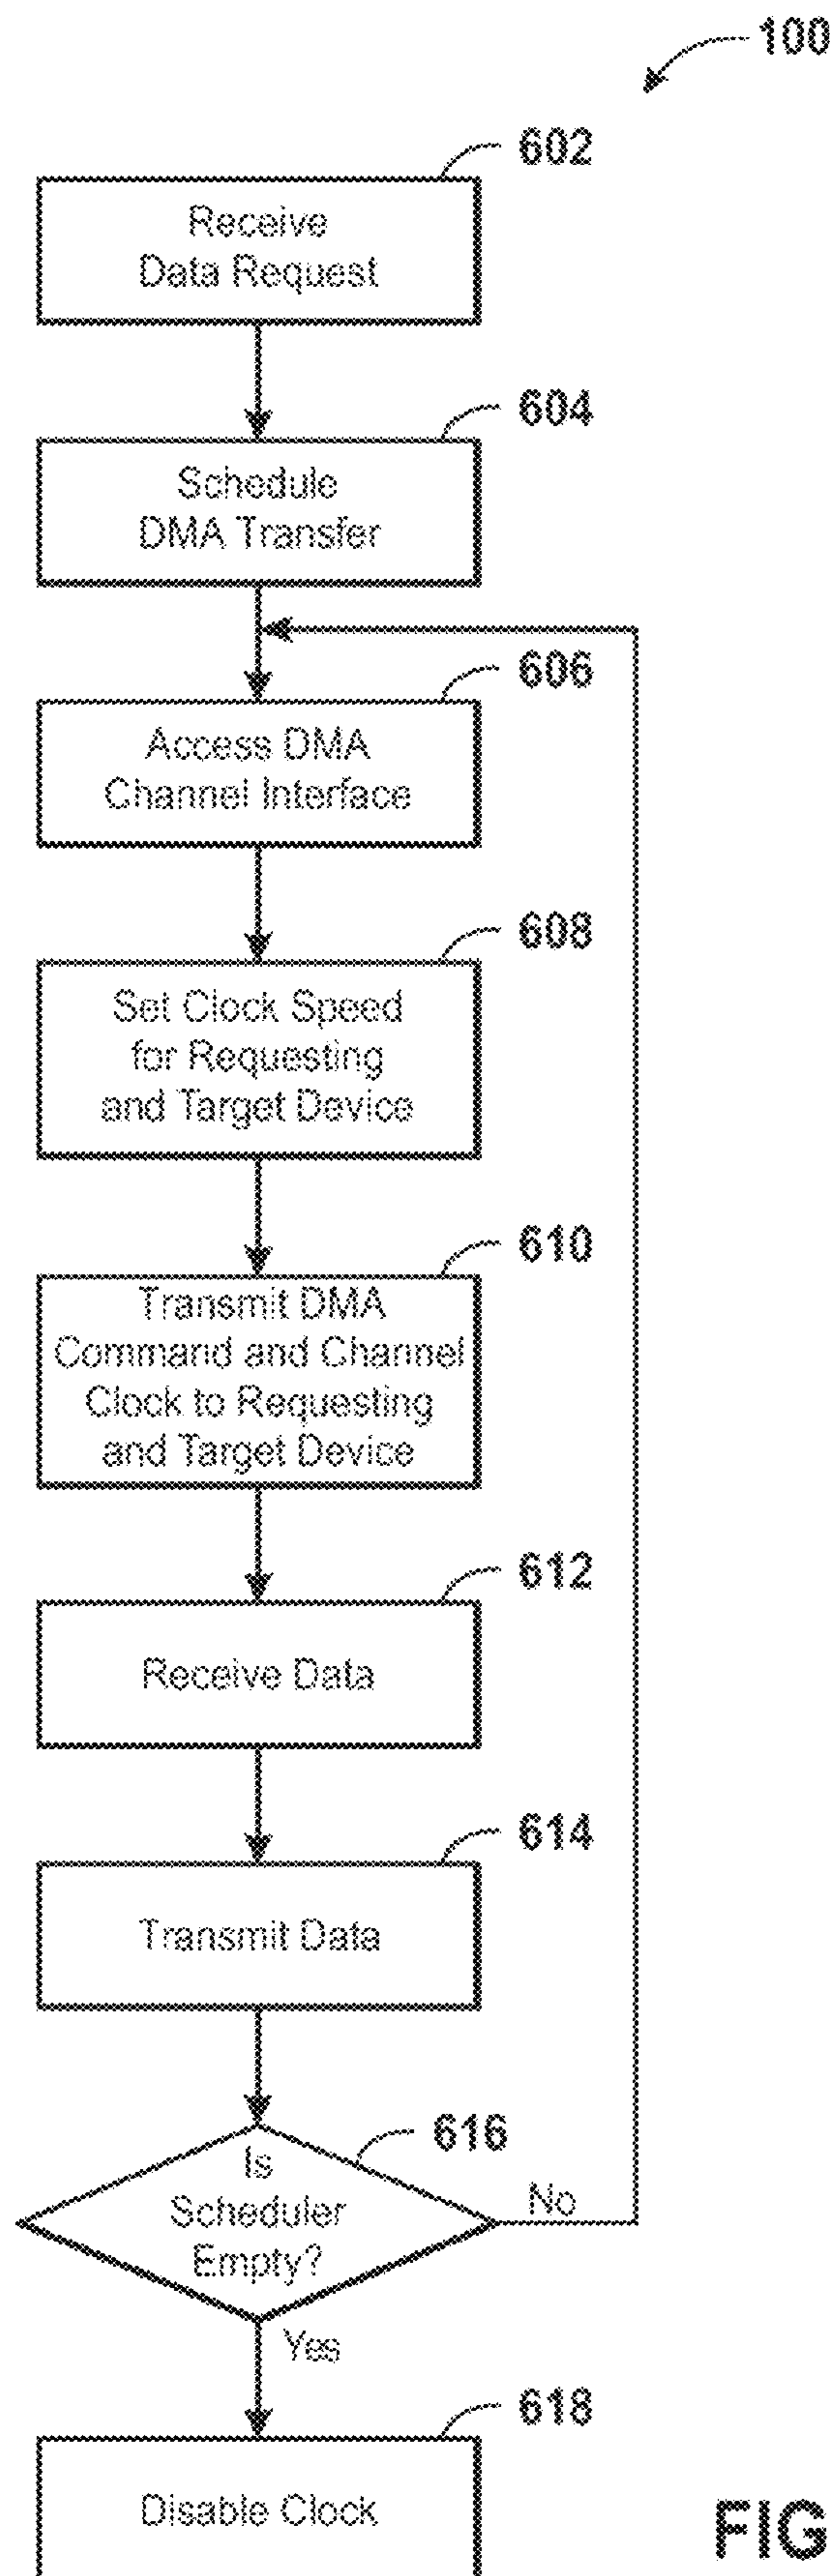 100
602
Receive
Data Request
604
Schedule
DMA Transfer
606
Access DMA
Channel Interface
608
Set Clock Speed
for Requesting
and Target Device
610
Transmit DMA
Command and Channel
Clock to Requesting
and Target Device
612
Receive Data
614
Transmit Data
616
Is
Scheduler
Empty?
No
Yes
618
Disable Clock
FIG